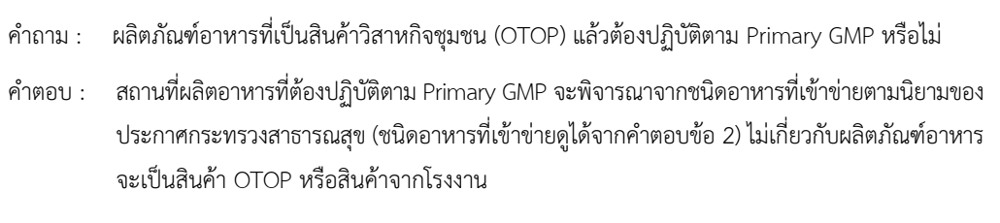 คำถาม : ผลิตภัณฑ์อาหารที่เป็นสินค้าวิสาหกิจชุมชน (OTOP) แล้วต้องปฏิบัติตาม Primary GMP หรือไม่
คำตอบ : สถานที่ผลิตอาหารที่ต้องปฏิบัติตาม Primary GMP จะพิจารณาจากชนิดอาหารที่เข้าข่ายตามนิยามของ
ประกาศกระทรวงสาธารณสุข (ชนิดอาหารที่เข้าข่ายดูได้จากคำตอบข้อ 2) ไม่เกี่ยวกับผลิตภัณฑ์อาหาร
จะเป็นสินค้า OTOP หรือสินค้าจากโรงงาน